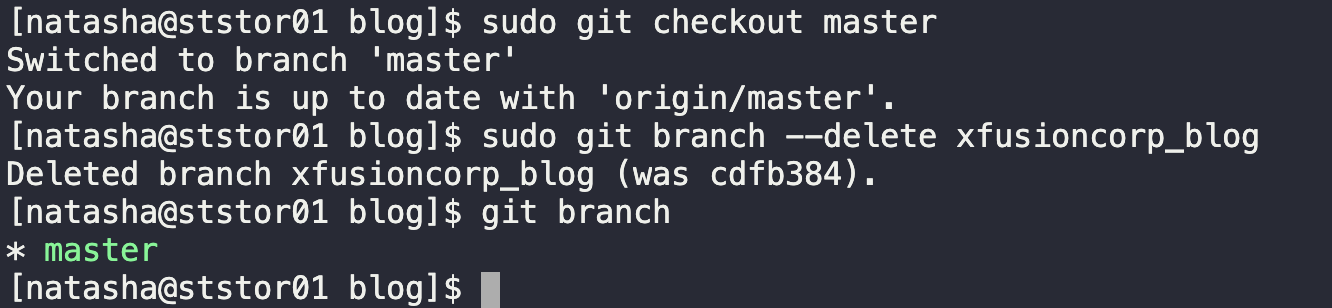 [natasha@ststor01 blog]$ sudo git checkout master
Switched to branch 'master'
Your branch is up to date with 'origin/master'.
[natasha@ststor01 blog]$ sudo git branch --delete xfusioncorp_blog
Deleted branch xfusioncorp_blog (was cdfb384).
[natasha@ststor01 blog]$ git branch
* master
[natasha@ststor01 blog]$